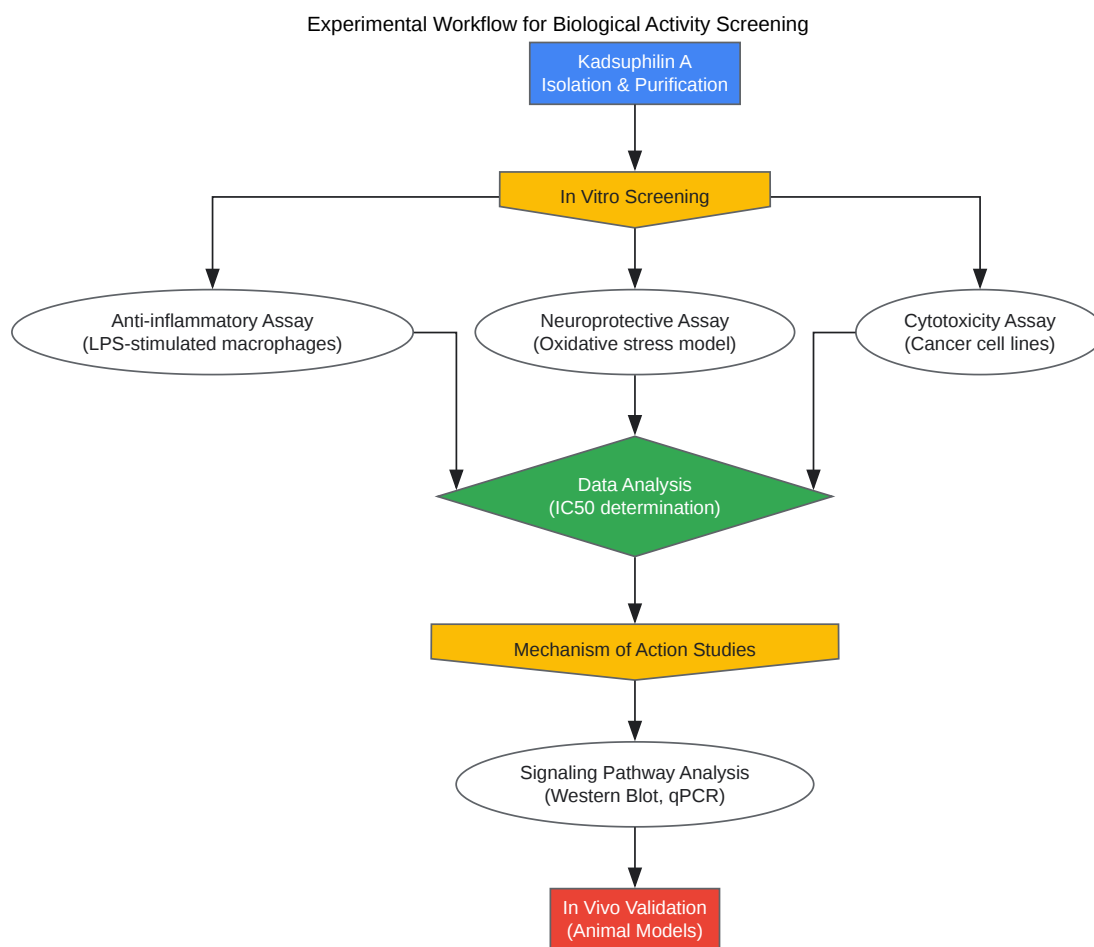 Experimental Workflow for Biological Activity Screening
Kadsuphilin A
Isolation & Purification
In Vitro Screening
Anti-inflammatory Assay
(LPS-stimulated macrophages)
Neuroprotective Assay
(Oxidative stress model)
Cytotoxicity Assay
(Cancer cell lines)
Data Analysis
(IC50 determination)
Mechanism of Action Studies
Signaling Pathway Analysis
(Western Blot, qPCR)
In Vivo Validation
(Animal Models)